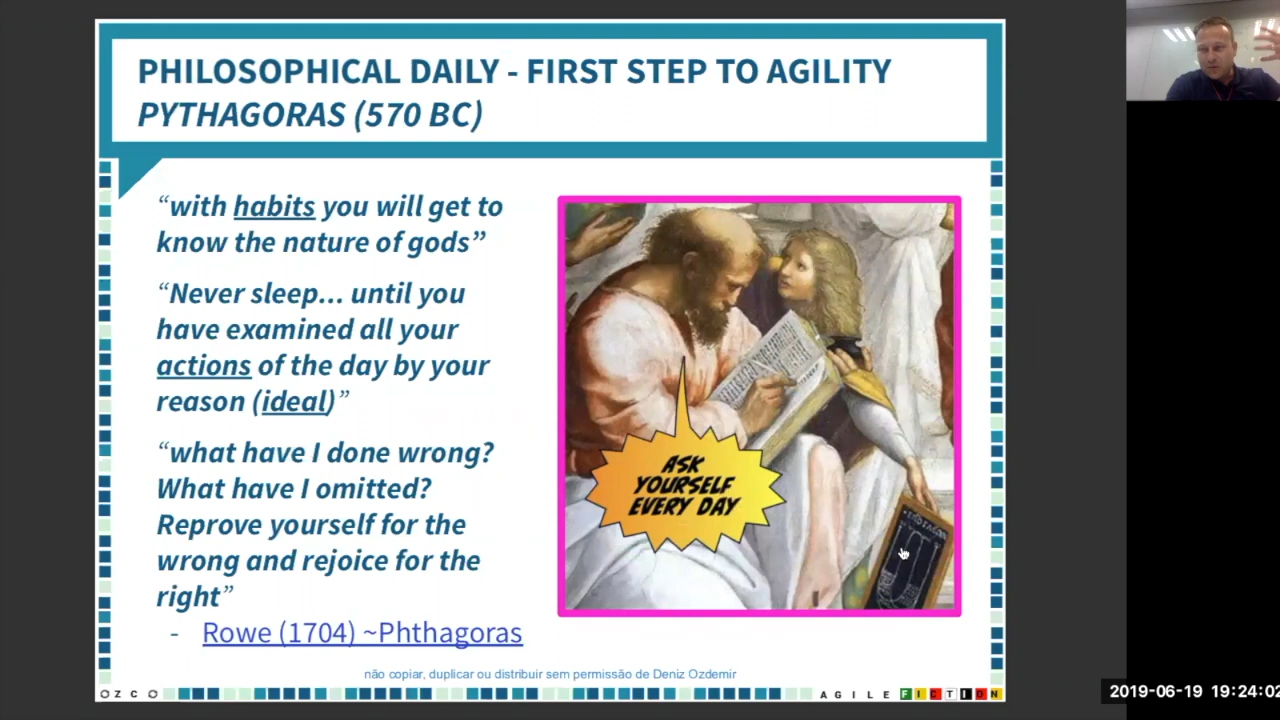 PHILOSOPHICAL DAILY - FIRST STEP TO AGILITY
PYTHAGORAS (570 BC)
“with habits you will get to
know the nature of gods”
“Never sleep... until you
have examined all your
actions of the day by your
reason (ideal)”
“what have I done wrong?
What have I omitted?
Reprove yourself for the
wrong and rejoice for the
right”
- Rowe (1704) ~Phthagoras
ASK
YOURSELF
EVERY DAY
não copiar, duplicar ou distribuir sem permissão de Deniz Ozdemir
OZCO
AGILE FICTION
2019-06-19 19:24:02